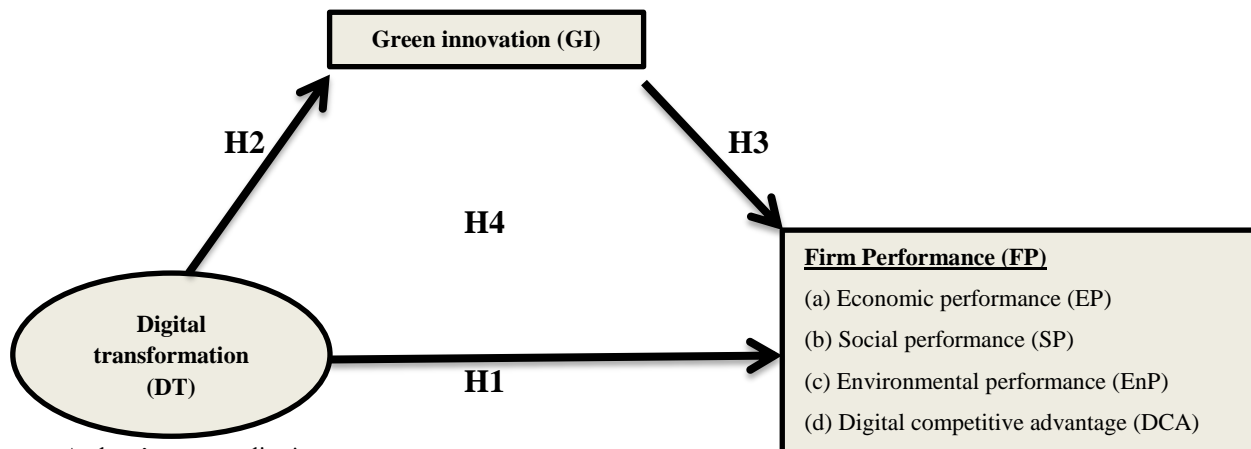 Green innovation (GI)
H2
H3
H4
Firm Performance (FP)
(a) Economic performance (EP)
(b) Social performance (SP)
(c) Environmental performance (EnP)
(d) Digital competitive advantage (DCA)
Digital
transformation
(DT)
H1